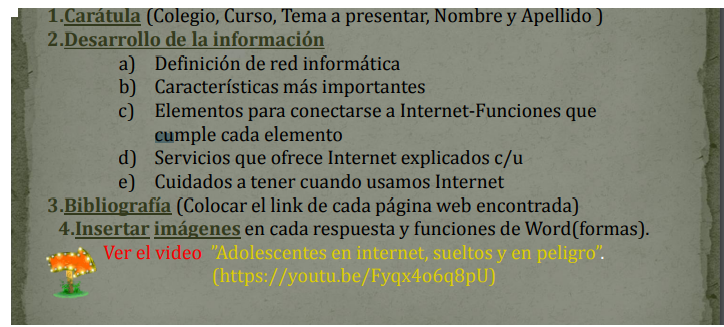 1.Carátula (Colegio, Curso, Tema a presentar, Nombre y Apellido )
2.Desarrollo de la información
a) Definición de red informática
b) Características más importantes
c) Elementos para conectarse a Internet-Funciones que
cumple cada elemento
d) Servicios que ofrece Internet explicados c/u
e) Cuidados a tener cuando usamos Internet
3.Bibliografía (Colocar el link de cada página web encontrada)
4.Insertar imágenes en cada respuesta y funciones de Word(formas).
Ver el video "Adolescentes en internet, sueltos y en peligro".
(https://youtu.be/Fyqx4o6q8pU)